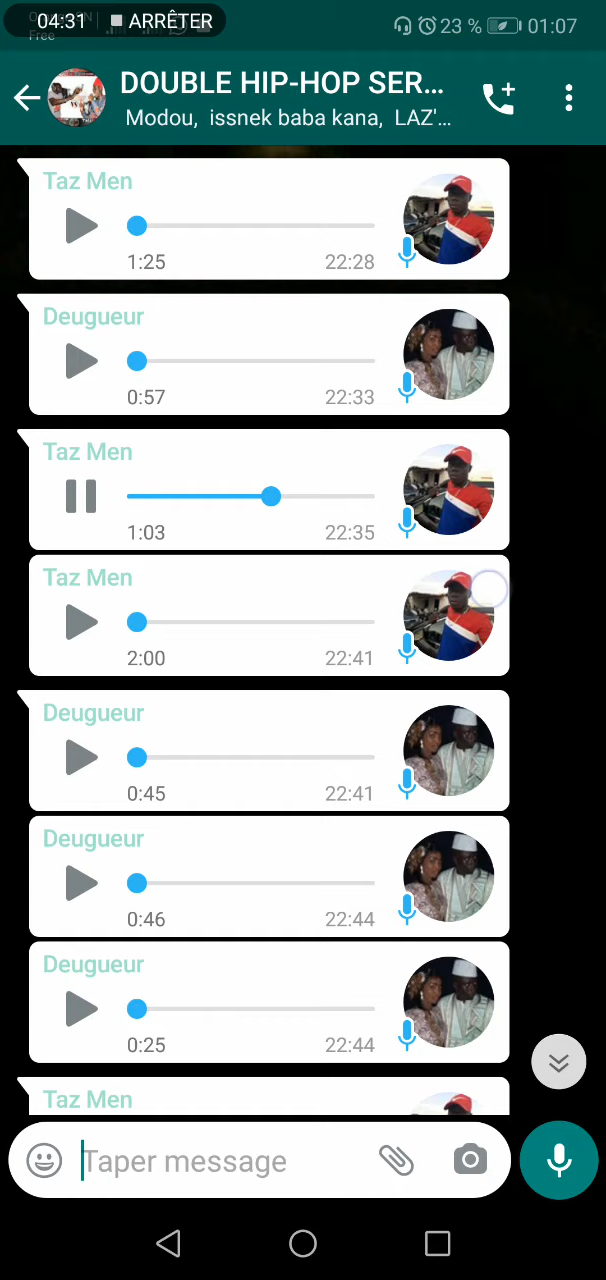 04:31 ARRÊTER
Free
23 % 01:07
DOUBLE HIP-HOP SER...
Modou, issnek baba kana, LAZ'...
Taz Men
1:25 22:28
Deugueur
0:57 22:33
Taz Men
1:03 22:35
Taz Men
2:00 22:41
Deugueur
0:45 22:41
Deugueur
0:46 22:44
Deugueur
0:25 22:44
Taz Men
Taper message